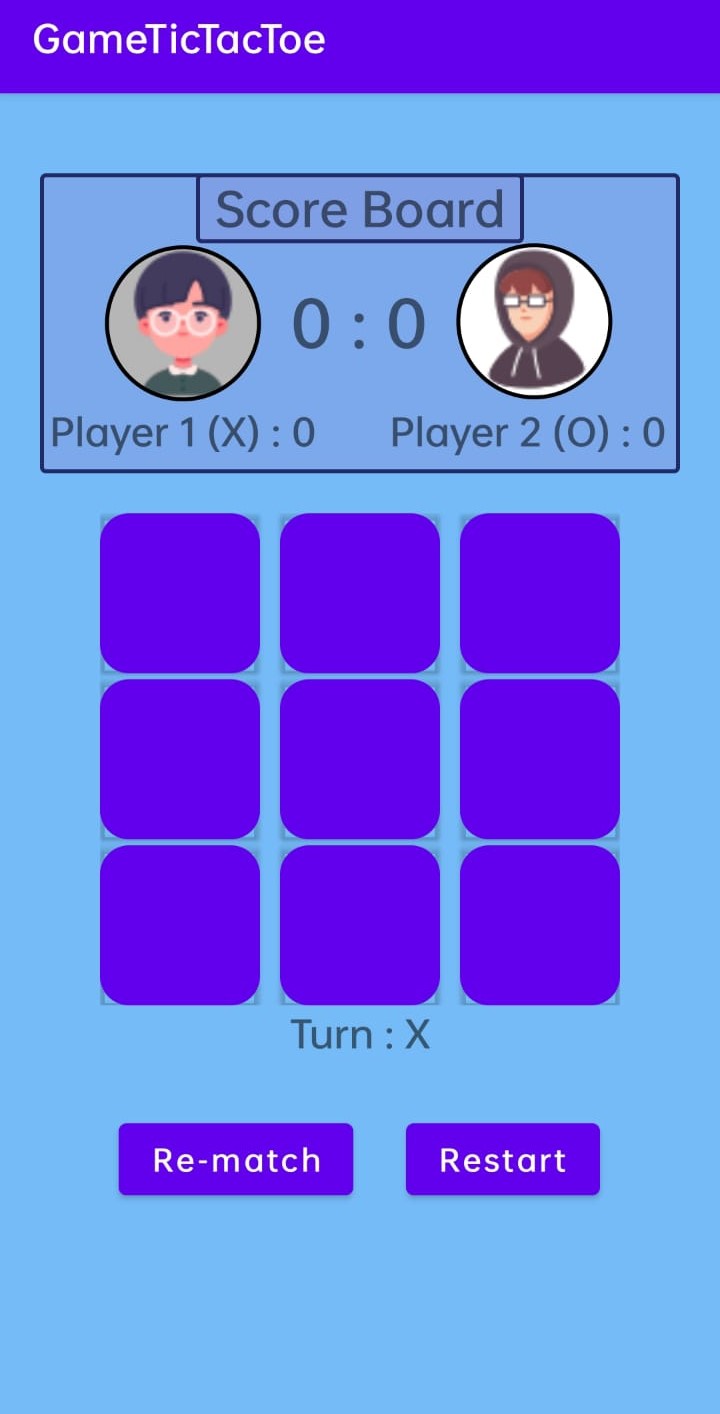 GameTicTacToe
Score Board
0 : 0
Player 1 (X) : 0 Player 2 (O) : 0
Turn : X
Re-match Restart